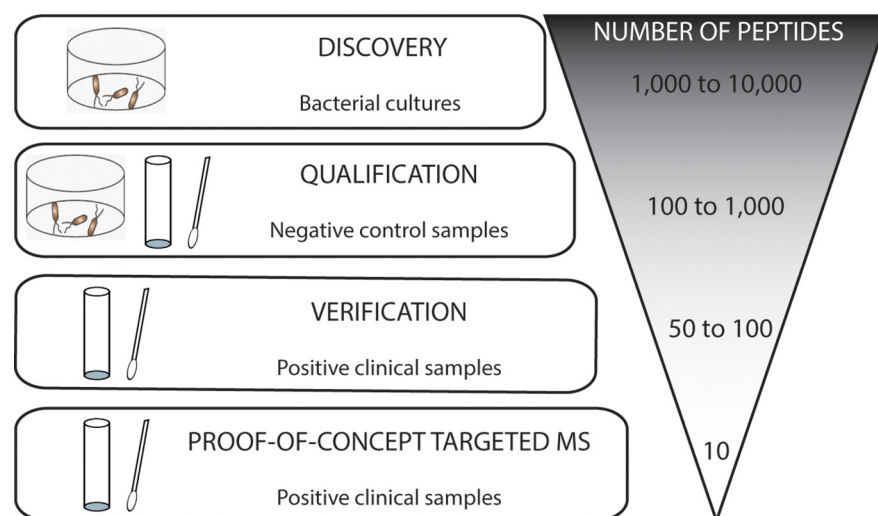 DISCOVERY
Bacterial cultures
NUMBER OF PEPTIDES
1,000 to 10,000
QUALIFICATION
Negative control samples
100 to 1,000
VERIFICATION
Positive clinical samples
50 to 100
PROOF-OF-CONCEPT TARGETED MS
Positive clinical samples
10